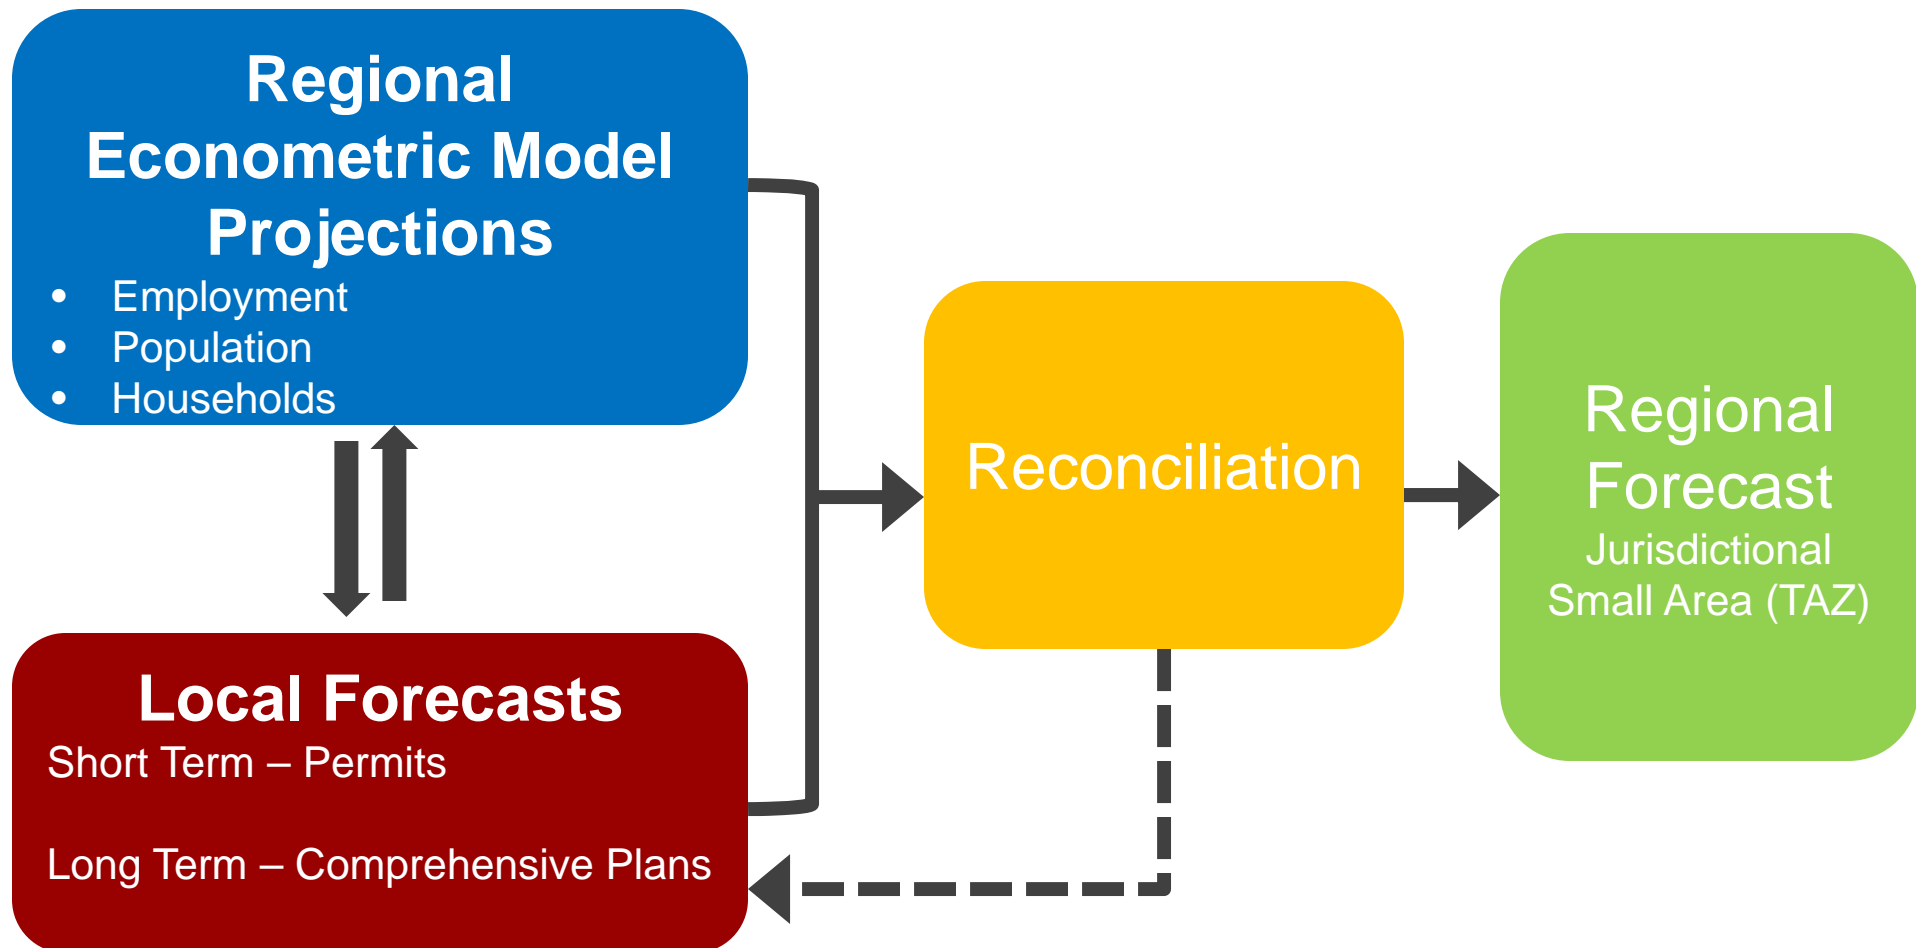 Regional
Econometric Model
Projections
• Employment
• Population
• Households
Local Forecasts
Short Term – Permits
Long Term – Comprehensive Plans
Reconciliation
Regional
Forecast
Jurisdictional
Small Area (TAZ)